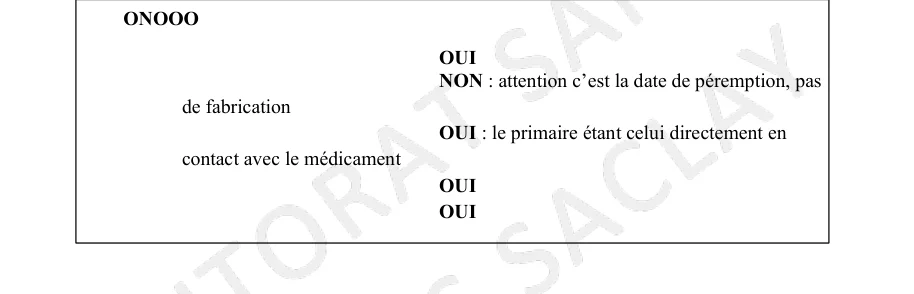 ONOOO
OUI
NON : attention c’est la date de péremption, pas
de fabrication
OUI : le primaire étant celui directement en
contact avec le médicament
OUI
OUI